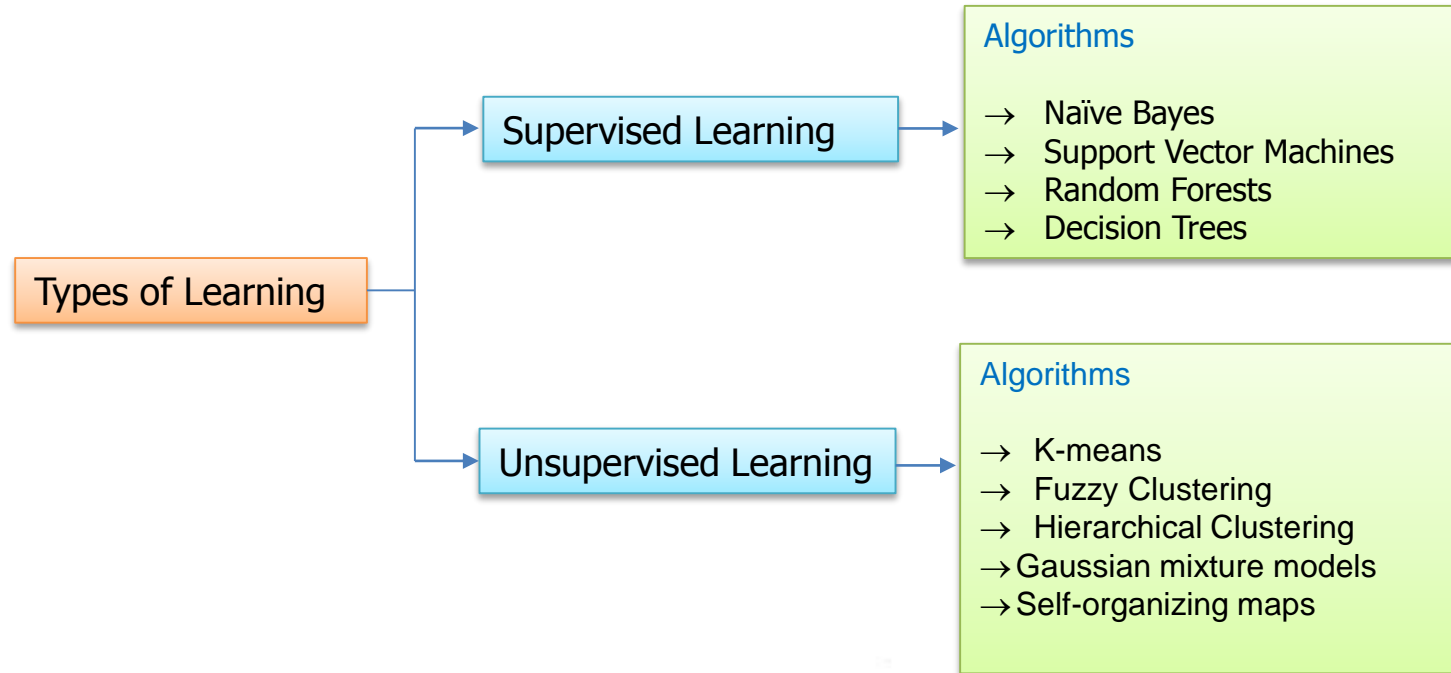 Types of Learning
Supervised Learning
Algorithms
→ Naïve Bayes
→ Support Vector Machines
→ Random Forests
→ Decision Trees
Unsupervised Learning
Algorithms
→ K-means
→ Fuzzy Clustering
→ Hierarchical Clustering
→Gaussian mixture models
→Self-organizing maps